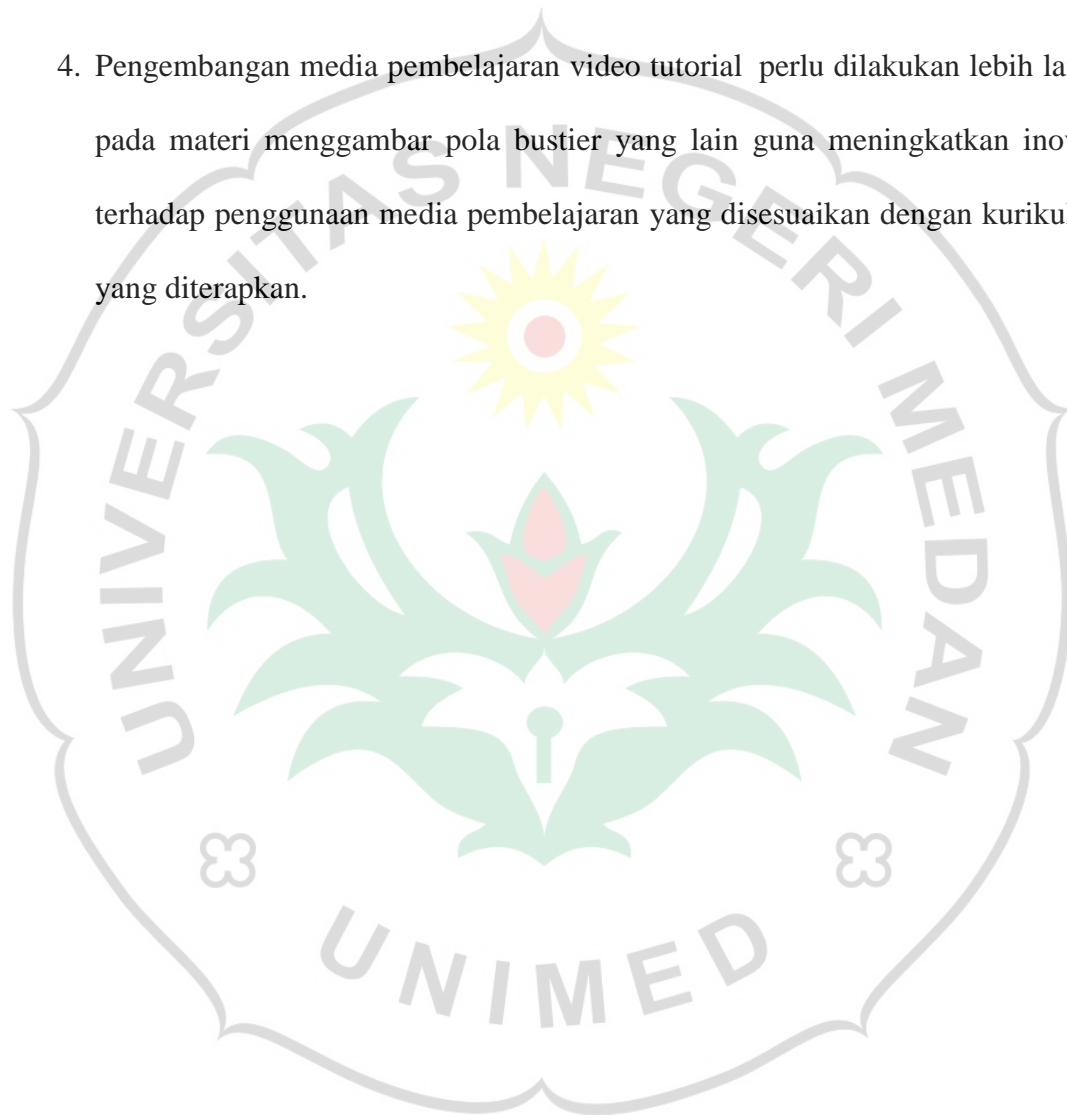 4. Pengembangan media pembelajaran video tutorial perlu dilakukan lebih la
pada materi menggambar pola bustier yang lain guna meningkatkan ino
terhadap penggunaan media pembelajaran yang disesuaikan dengan kuriku
yang diterapkan.
UNIVERSITAS NEGERI MEDAN
UNIMED